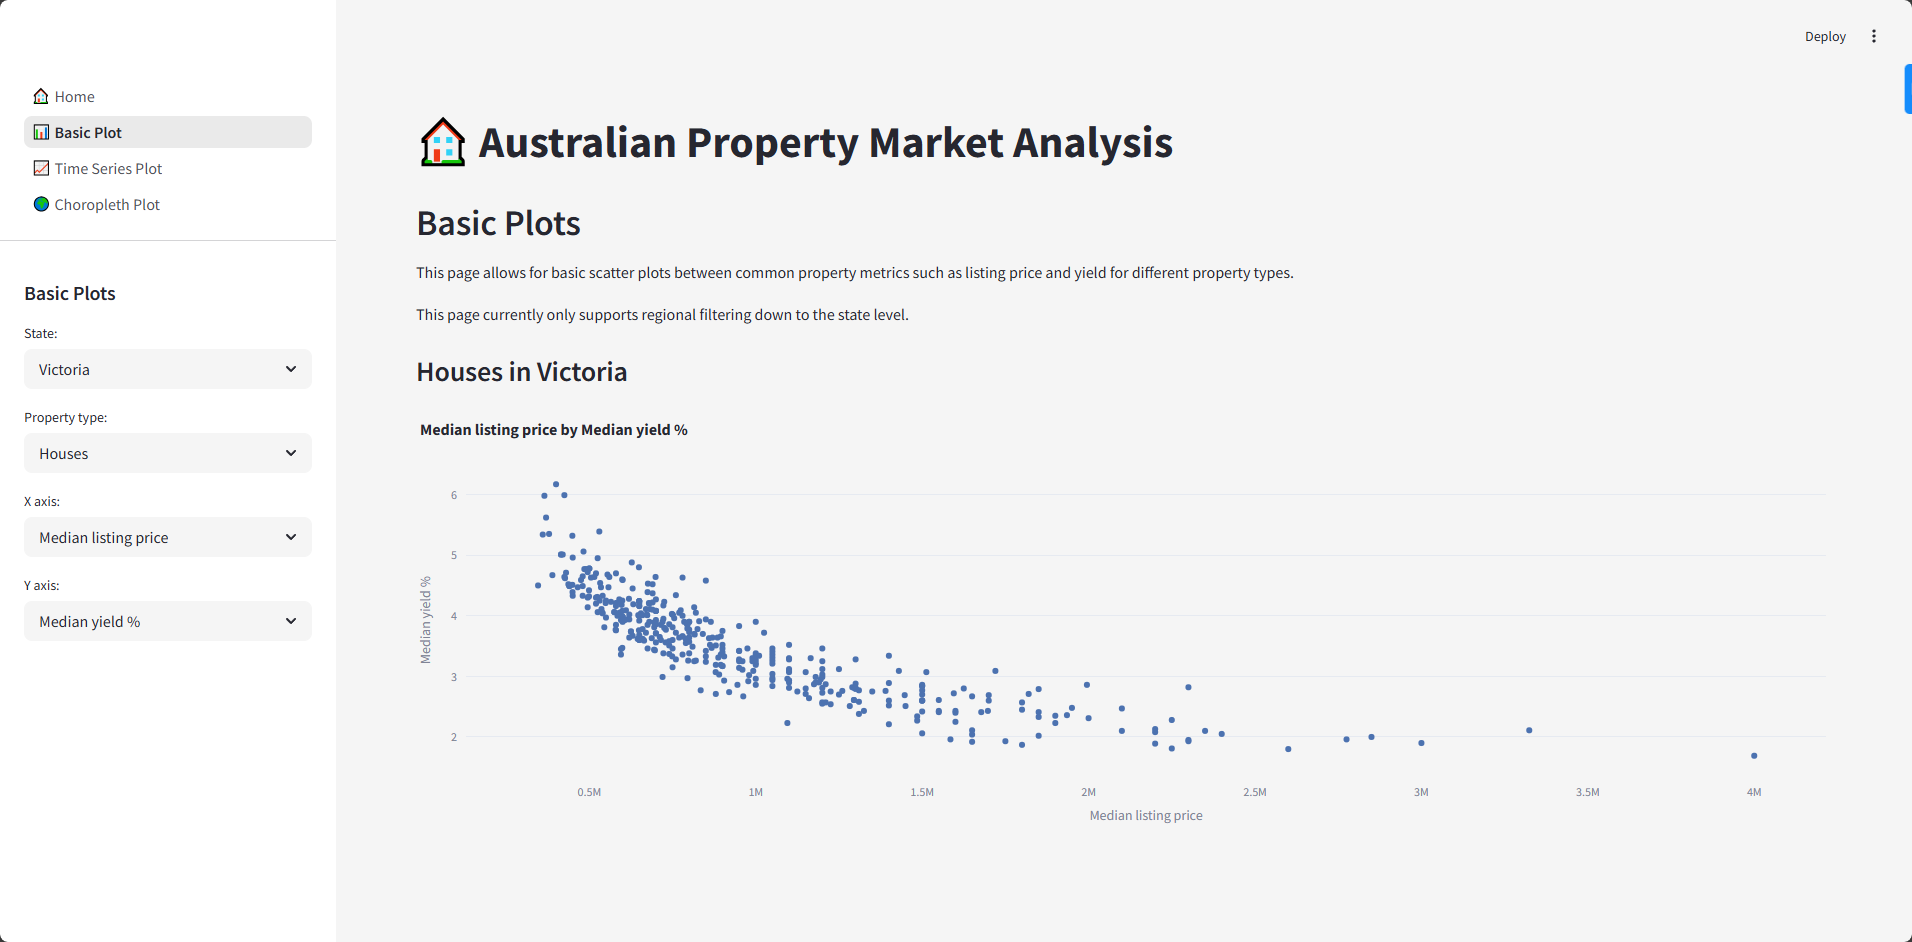 Deploy
Home
Basic Plot
Time Series Plot
Choropleth Plot
Basic Plots
State:
Victoria
Property type:
Houses
X axis:
Median listing price
Y axis:
Median yield %
Australian Property Market Analysis
Basic Plots
This page allows for basic scatter plots between common property metrics such as listing price and yield for different property types.
This page currently only supports regional filtering down to the state level.
Houses in Victoria
Median listing price by Median yield %
6
5
4
3
2
Median yield %
0.5M 1M 1.5M 2M 2.5M 3M 3.5M 4M
Median listing price